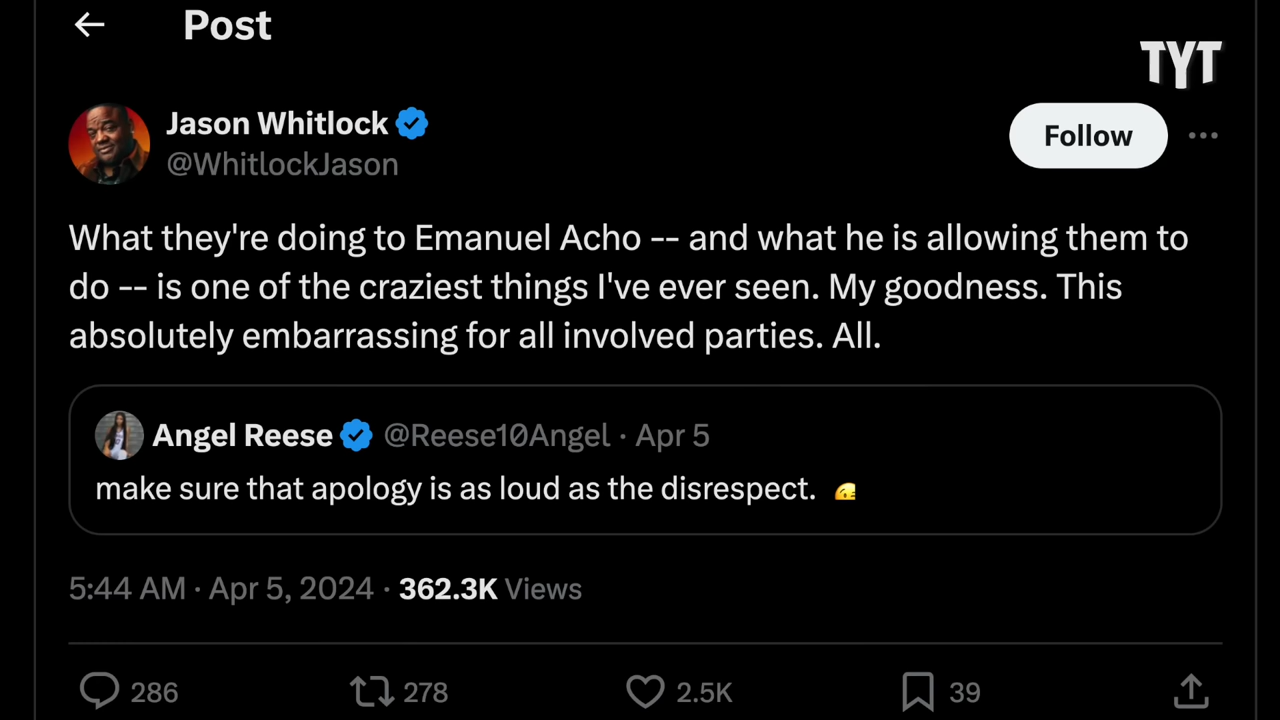 Post
TYT
Jason Whitlock
@WhitlockJason
Follow
What they're doing to Emanuel Acho -- and what he is allowing them to
do -- is one of the craziest things I've ever seen. My goodness. This
absolutely embarrassing for all involved parties. All.
Angel Reese @Reese10Angel · Apr 5
make sure that apology is as loud as the disrespect.
5:44 AM · Apr 5, 2024 · 362.3K Views
286 278 2.5K 39